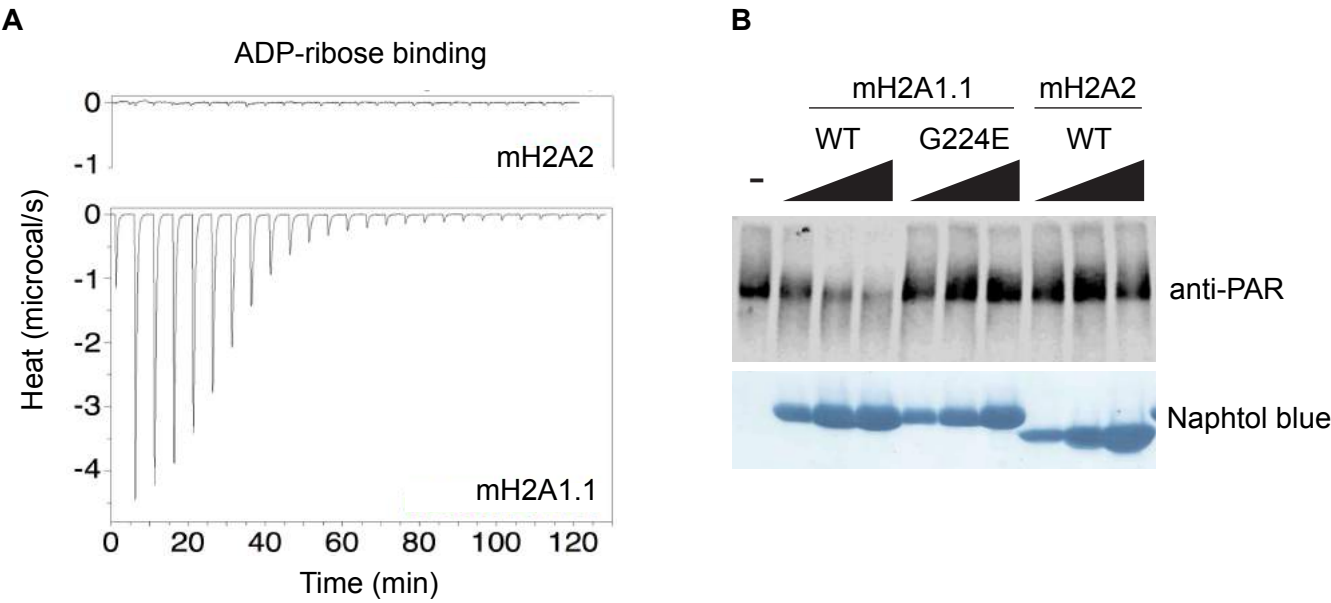 A
ADP-ribose binding
0
-1
mH2A2
0
-1
-2
-3
-4
mH2A1.1
Heat (microcal/s)
0 20 40 60 80 100 120
Time (min)
B
mH2A1.1 mH2A2
WT G224E WT
-
anti-PAR
Naphtol blue